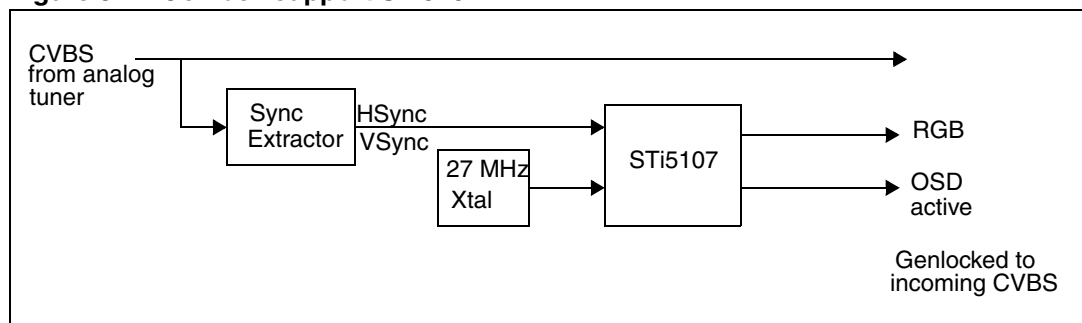 CVBS
from analog
tuner
Sync
Extractor
HSync
VSync
27 MHz
Xtal
STi5107
RGB
OSD
active
Genlocked to
incoming CVBS